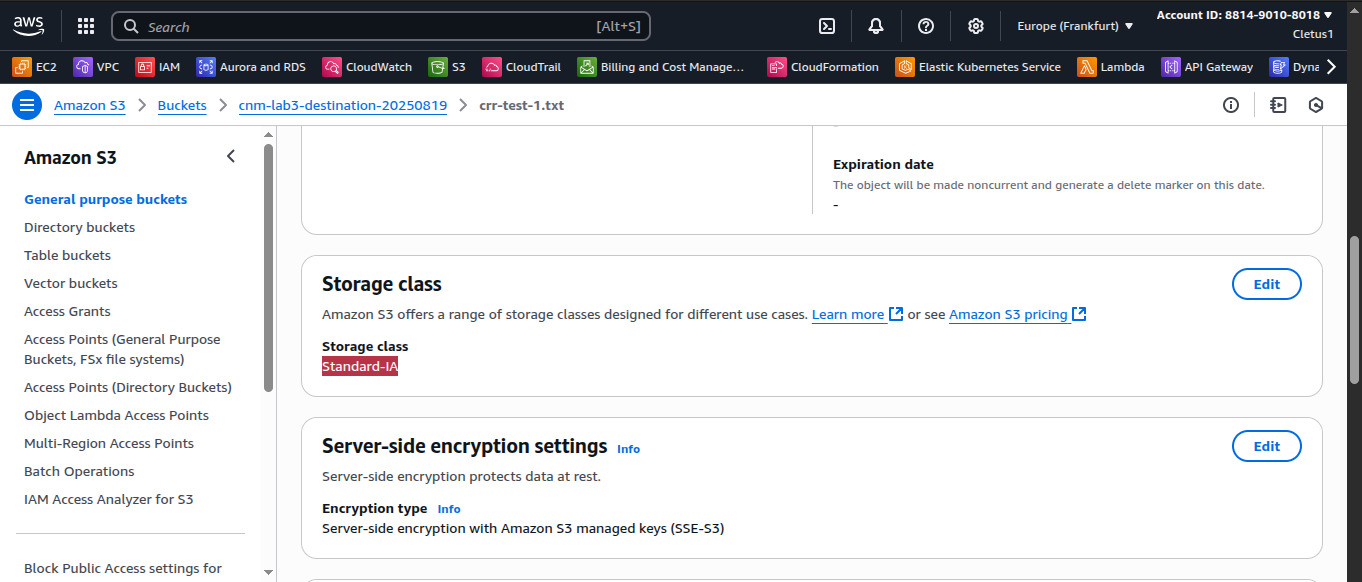 aws
Search [Alt+S]
Europe (Frankfurt)
Account ID: 8814-9010-8018
Cletus1
EC2 VPC IAM Aurora and RDS CloudWatch S3 CloudTrail Billing and Cost Manage... CloudFormation Elastic Kubernetes Service Lambda API Gateway Dyna
Amazon S3 Buckets cnm-lab3-destination-20250819 crr-test-1.txt
Amazon S3
General purpose buckets
Directory buckets
Table buckets
Vector buckets
Access Grants
Access Points (General Purpose
Buckets, FSx file systems)
Access Points (Directory Buckets)
Object Lambda Access Points
Multi-Region Access Points
Batch Operations
IAM Access Analyzer for S3
Block Public Access settings for
Expiration date
The object will be made noncurrent and generate a delete marker on this date.
-
Storage class
Edit
Amazon S3 offers a range of storage classes designed for different use cases. Learn more or see Amazon S3 pricing
Storage class
Standard-IA
Server-side encryption settings Info
Edit
Server-side encryption protects data at rest.
Encryption type Info
Server-side encryption with Amazon S3 managed keys (SSE-S3)